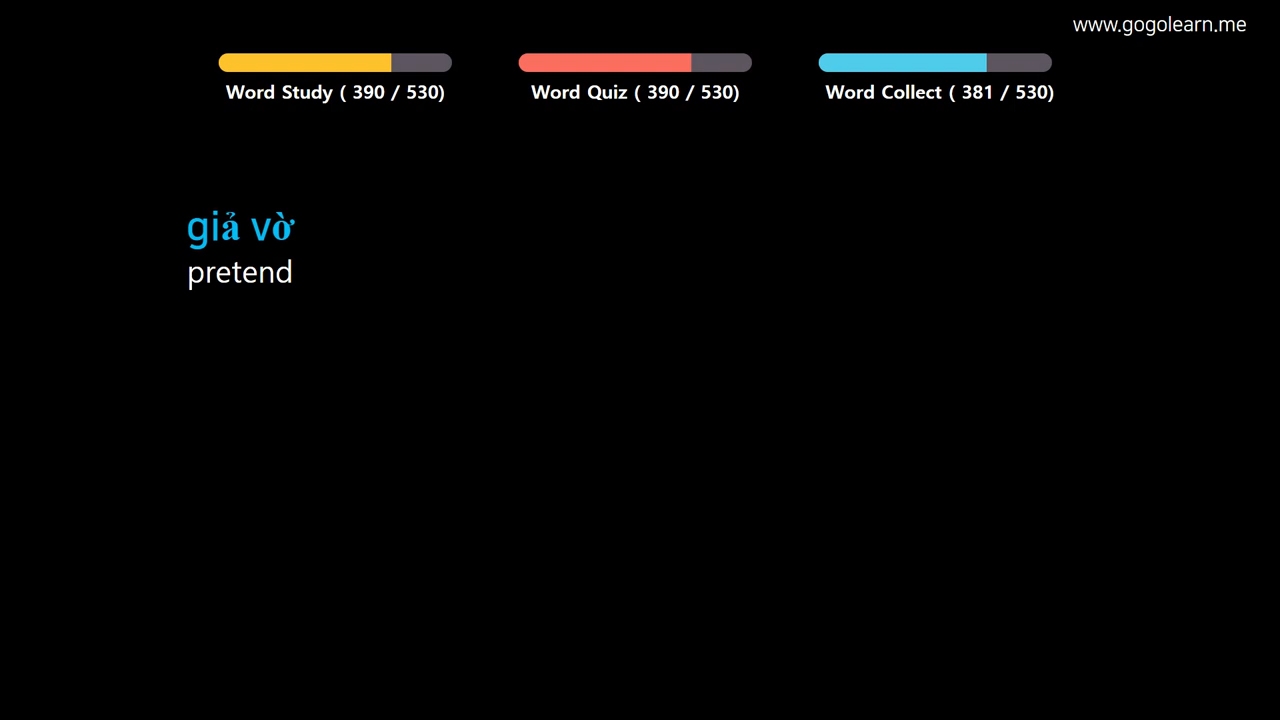 www.gogolearn.me
Word Study ( 390 / 530)
Word Quiz ( 390 / 530)
Word Collect ( 381 / 530)
giả vờ
pretend